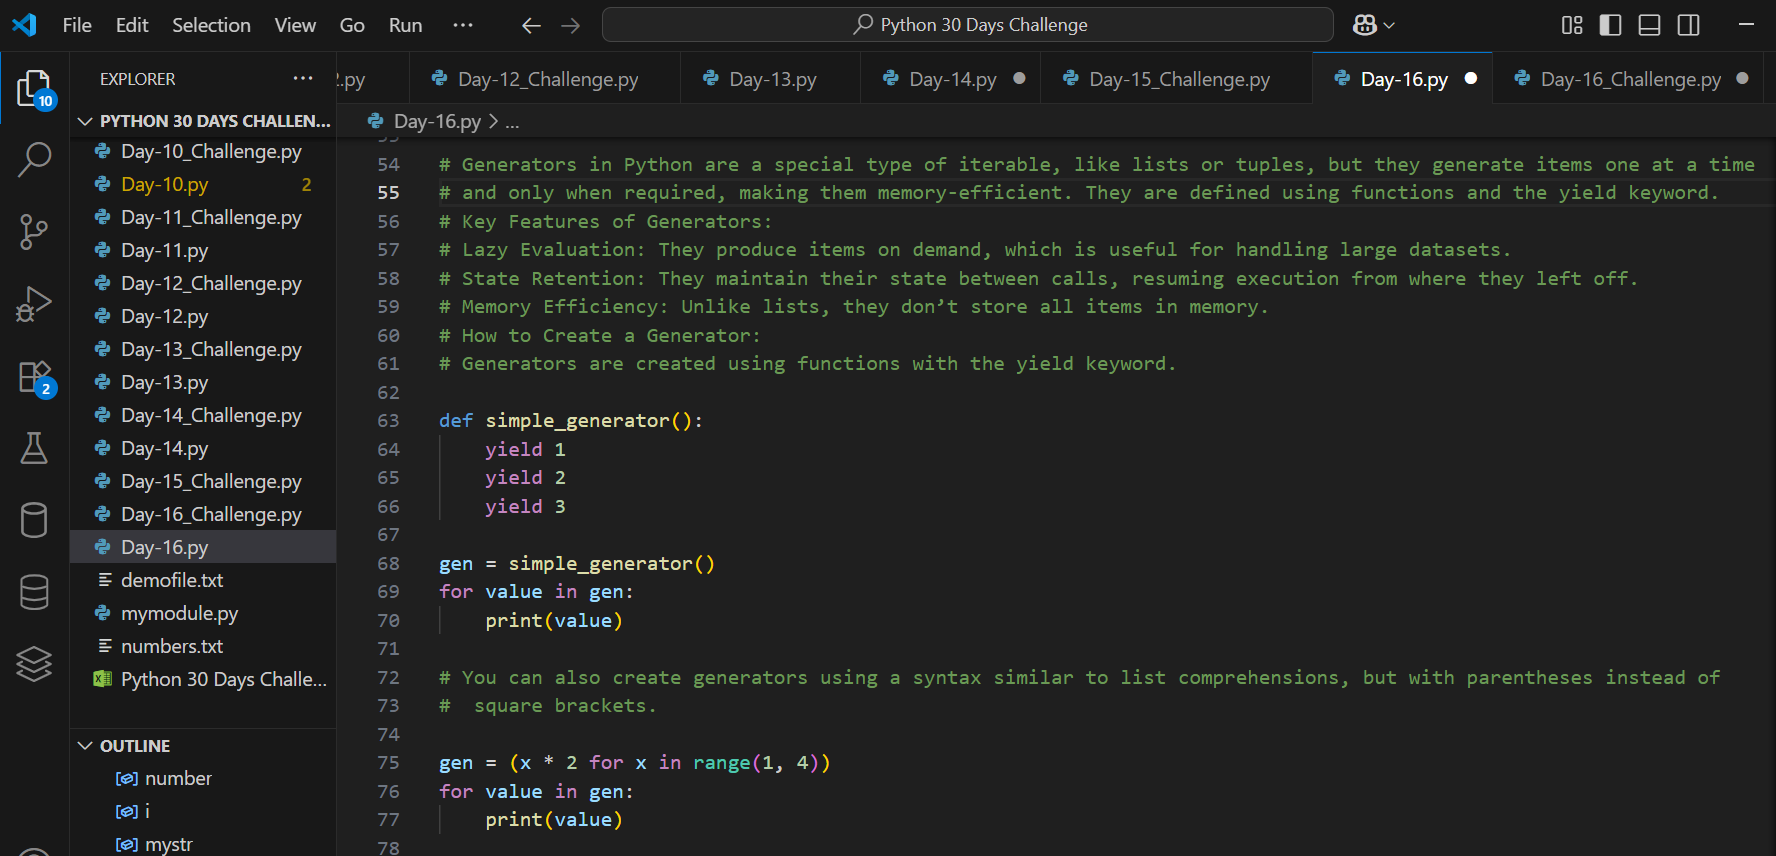 File Edit Selection View Go Run ··· Python 30 Days Challenge
EXPLORER ···
2.py Day-12_Challenge.py Day-13.py Day-14.py Day-15_Challenge.py Day-16.py Day-16_Challenge.py
Day-16.py > ...
10
2
PYTHON 30 DAYS CHALLEN...
Day-10_Challenge.py
Day-10.py 2
Day-11_Challenge.py
Day-11.py
Day-12_Challenge.py
Day-12.py
Day-13_Challenge.py
Day-13.py
Day-14_Challenge.py
Day-14.py
Day-15_Challenge.py
Day-16_Challenge.py
Day-16.py
demofile.txt
mymodule.py
numbers.txt
Python 30 Days Challe...
OUTLINE
number
i
mystr
54 # Generators in Python are a special type of iterable, like lists or tuples, but they generate items one at a time
55 # and only when required, making them memory-efficient. They are defined using functions and the yield keyword.
56 # Key Features of Generators:
57 # Lazy Evaluation: They produce items on demand, which is useful for handling large datasets.
58 # State Retention: They maintain their state between calls, resuming execution from where they left off.
59 # Memory Efficiency: Unlike lists, they don’t store all items in memory.
60 # How to Create a Generator:
61 # Generators are created using functions with the yield keyword.
62
63 def simple_generator():
64     yield 1
65     yield 2
66     yield 3
67
68 gen = simple_generator()
69 for value in gen:
70     print(value)
71
72 # You can also create generators using a syntax similar to list comprehensions, but with parentheses instead of
73 #  square brackets.
74
75 gen = (x * 2 for x in range(1, 4))
76 for value in gen:
77     print(value)
78